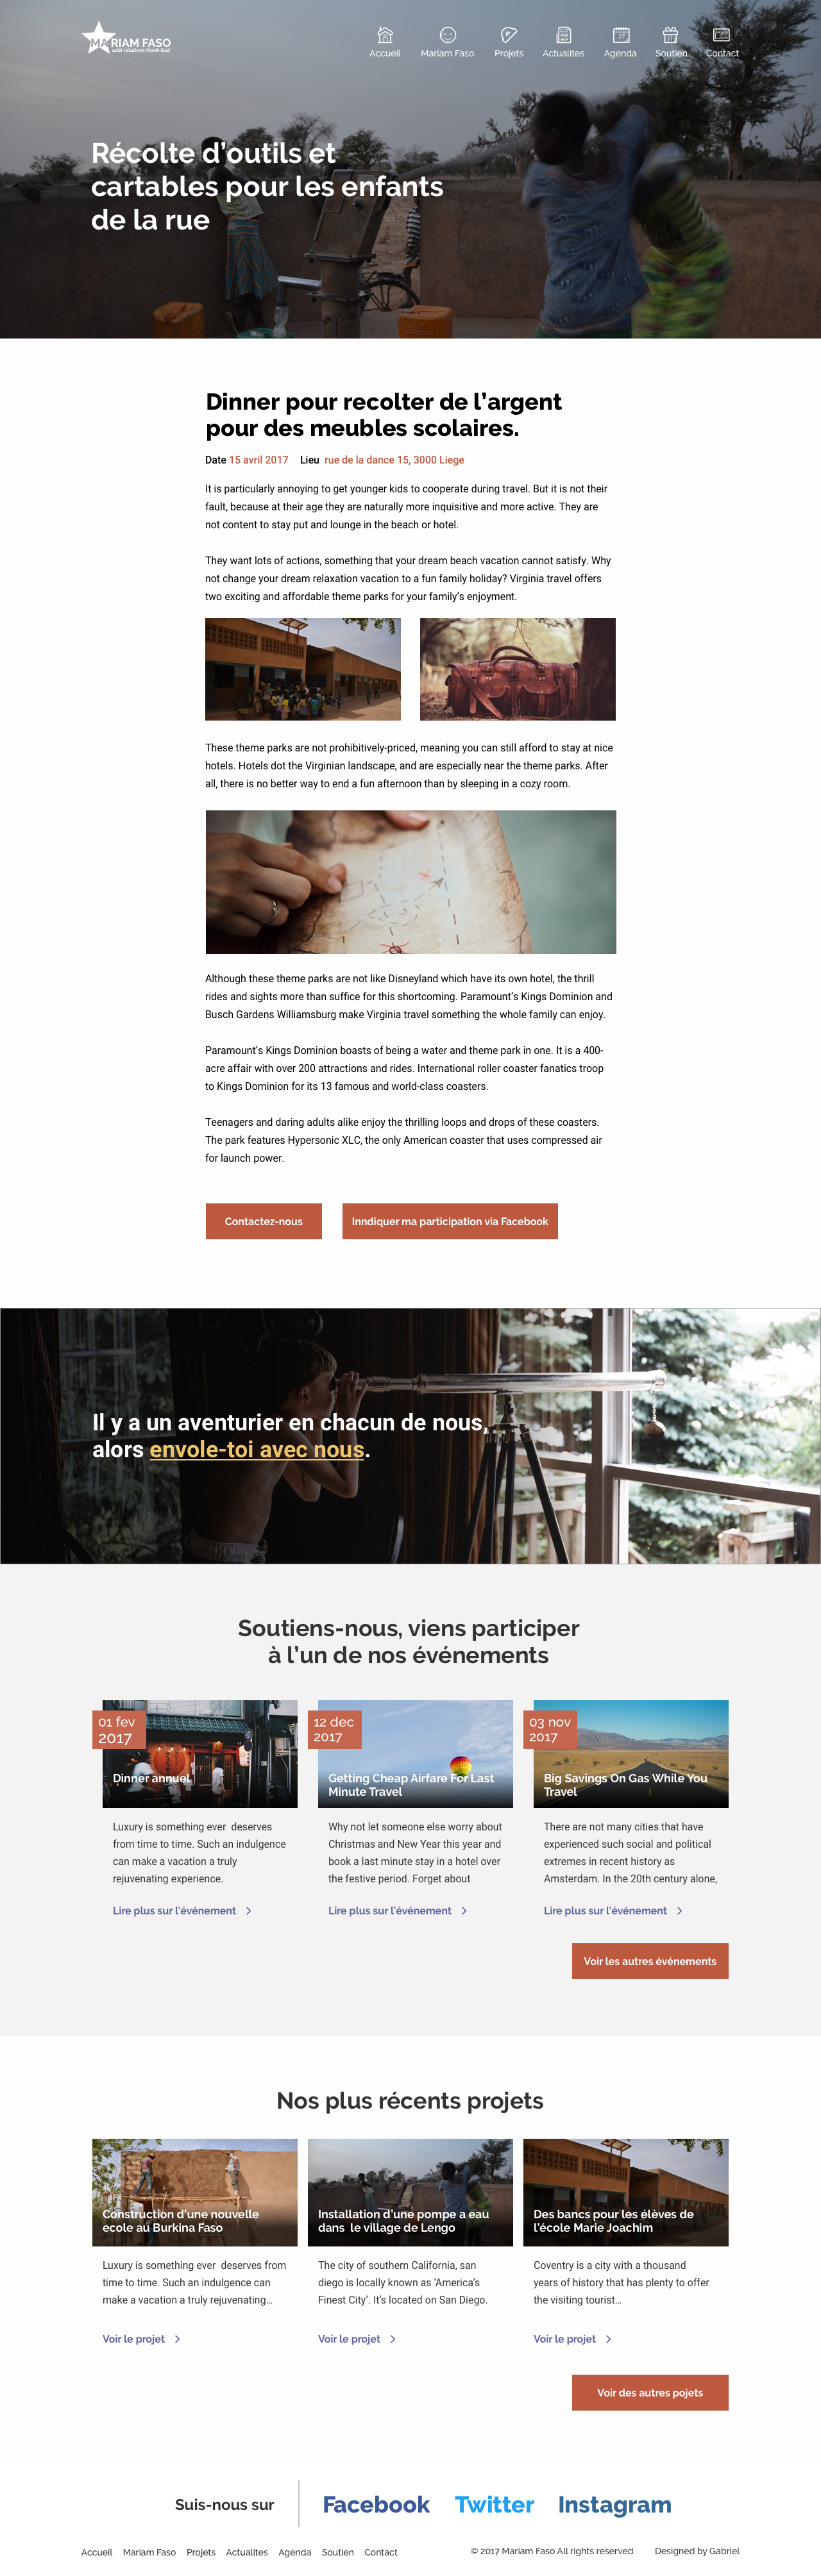 MARIAM FASO
asbl relations Nord-Sud
Accueil
Mariam Faso
Projets
Actualites
Agenda
Soutien
Contact
Récolte d’outils et
cartables pour les enfants
de la rue
Dinner pour recolter de l’argent
pour des meubles scolaires.
Date 15 avril 2017 Lieu rue de la dance 15, 3000 Liege
It is particularly annoying to get younger kids to cooperate during travel. But it is not their
fault, because at their age they are naturally more inquisitive and more active. They are
not content to stay put and lounge in the beach or hotel.
They want lots of actions, something that your dream beach vacation cannot satisfy. Why
not change your dream relaxation vacation to a fun family holiday? Virginia travel offers
two exciting and affordable theme parks for your family’s enjoyment.
These theme parks are not prohibitively-priced, meaning you can still afford to stay at nice
hotels. Hotels dot the Virginian landscape, and are especially near the theme parks. After
all, there is no better way to end a fun afternoon than by sleeping in a cozy room.
Although these theme parks are not like Disneyland which have its own hotel, the thrill
rides and sights more than suffice for this shortcoming. Paramount’s Kings Dominion and
Busch Gardens Williamsburg make Virginia travel something the whole family can enjoy.
Paramount’s Kings Dominion boasts of being a water and theme park in one. It is a 400-
acre affair with over 200 attractions and rides. International roller coaster fanatics troop
to Kings Dominion for its 13 famous and world-class coasters.
Teenagers and daring adults alike enjoy the thrilling loops and drops of these coasters.
The park features Hypersonic XLC, the only American coaster that uses compressed air
for launch power.
Contactez-nous
Inndiquer ma participation via Facebook
Il y a un aventurier en chacun de nous,
alors envole-toi avec nous.
Soutiens-nous, viens participer
à l’un de nos événements
01 fev
2017
Dinner annuel
Luxury is something ever deserves
from time to time. Such an indulgence
can make a vacation a truly
rejuvenating experience.
Lire plus sur l’événement
12 dec
2017
Getting Cheap Airfare For Last
Minute Travel
Why not let someone else worry about
Christmas and New Year this year and
book a last minute stay in a hotel over
the festive period. Forget about
Lire plus sur l’événement
03 nov
2017
Big Savings On Gas While You
Travel
There are not many cities that have
experienced such social and political
extremes in recent history as
Amsterdam. In the 20th century alone,
Lire plus sur l’événement
Voir les autres événements
Nos plus récents projets
Construction d’une nouvelle
ecole au Burkina Faso
Luxury is something ever deserves from
time to time. Such an indulgence can
make a vacation a truly rejuvenating…
Voir le projet
Installation d’une pompe a eau
dans le village de Lengo
The city of southern California, san
diego is locally known as ‘America’s
Finest City’. It’s located on San Diego.
Voir le projet
Des bancs pour les élèves de
l’école Marie Joachim
Coventry is a city with a thousand
years of history that has plenty to offer
the visiting tourist…
Voir le projet
Voir des autres pojets
Suis-nous sur
Facebook
Twitter
Instagram
Accueil Mariam Faso Projets Actualites Agenda Soutien Contact
© 2017 Mariam Faso All rights reserved Designed by Gabriel